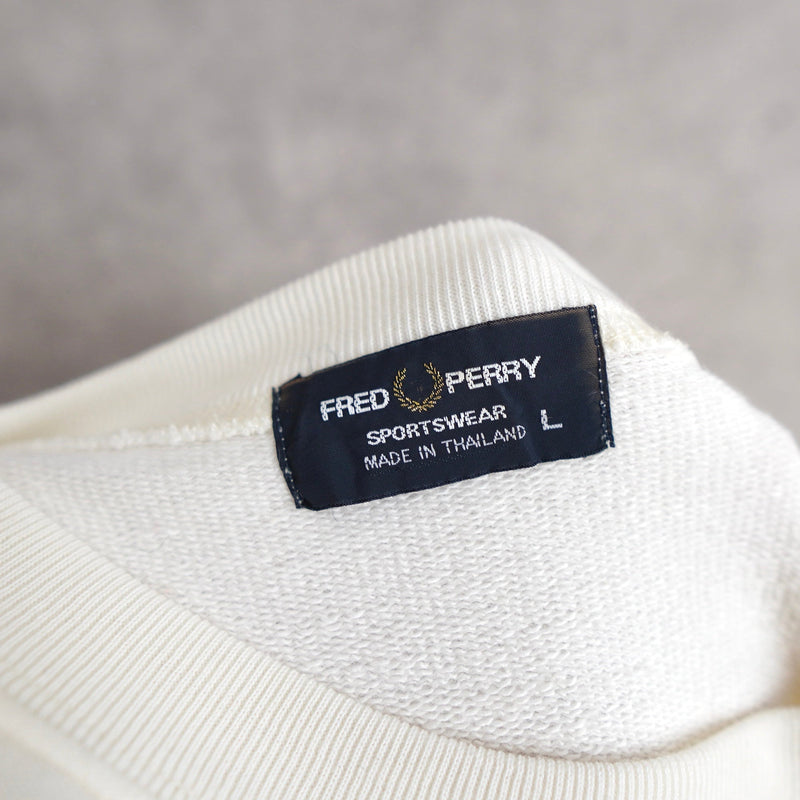 FRED PERRY
SPORTSWEAR L
MADE IN THAILAND